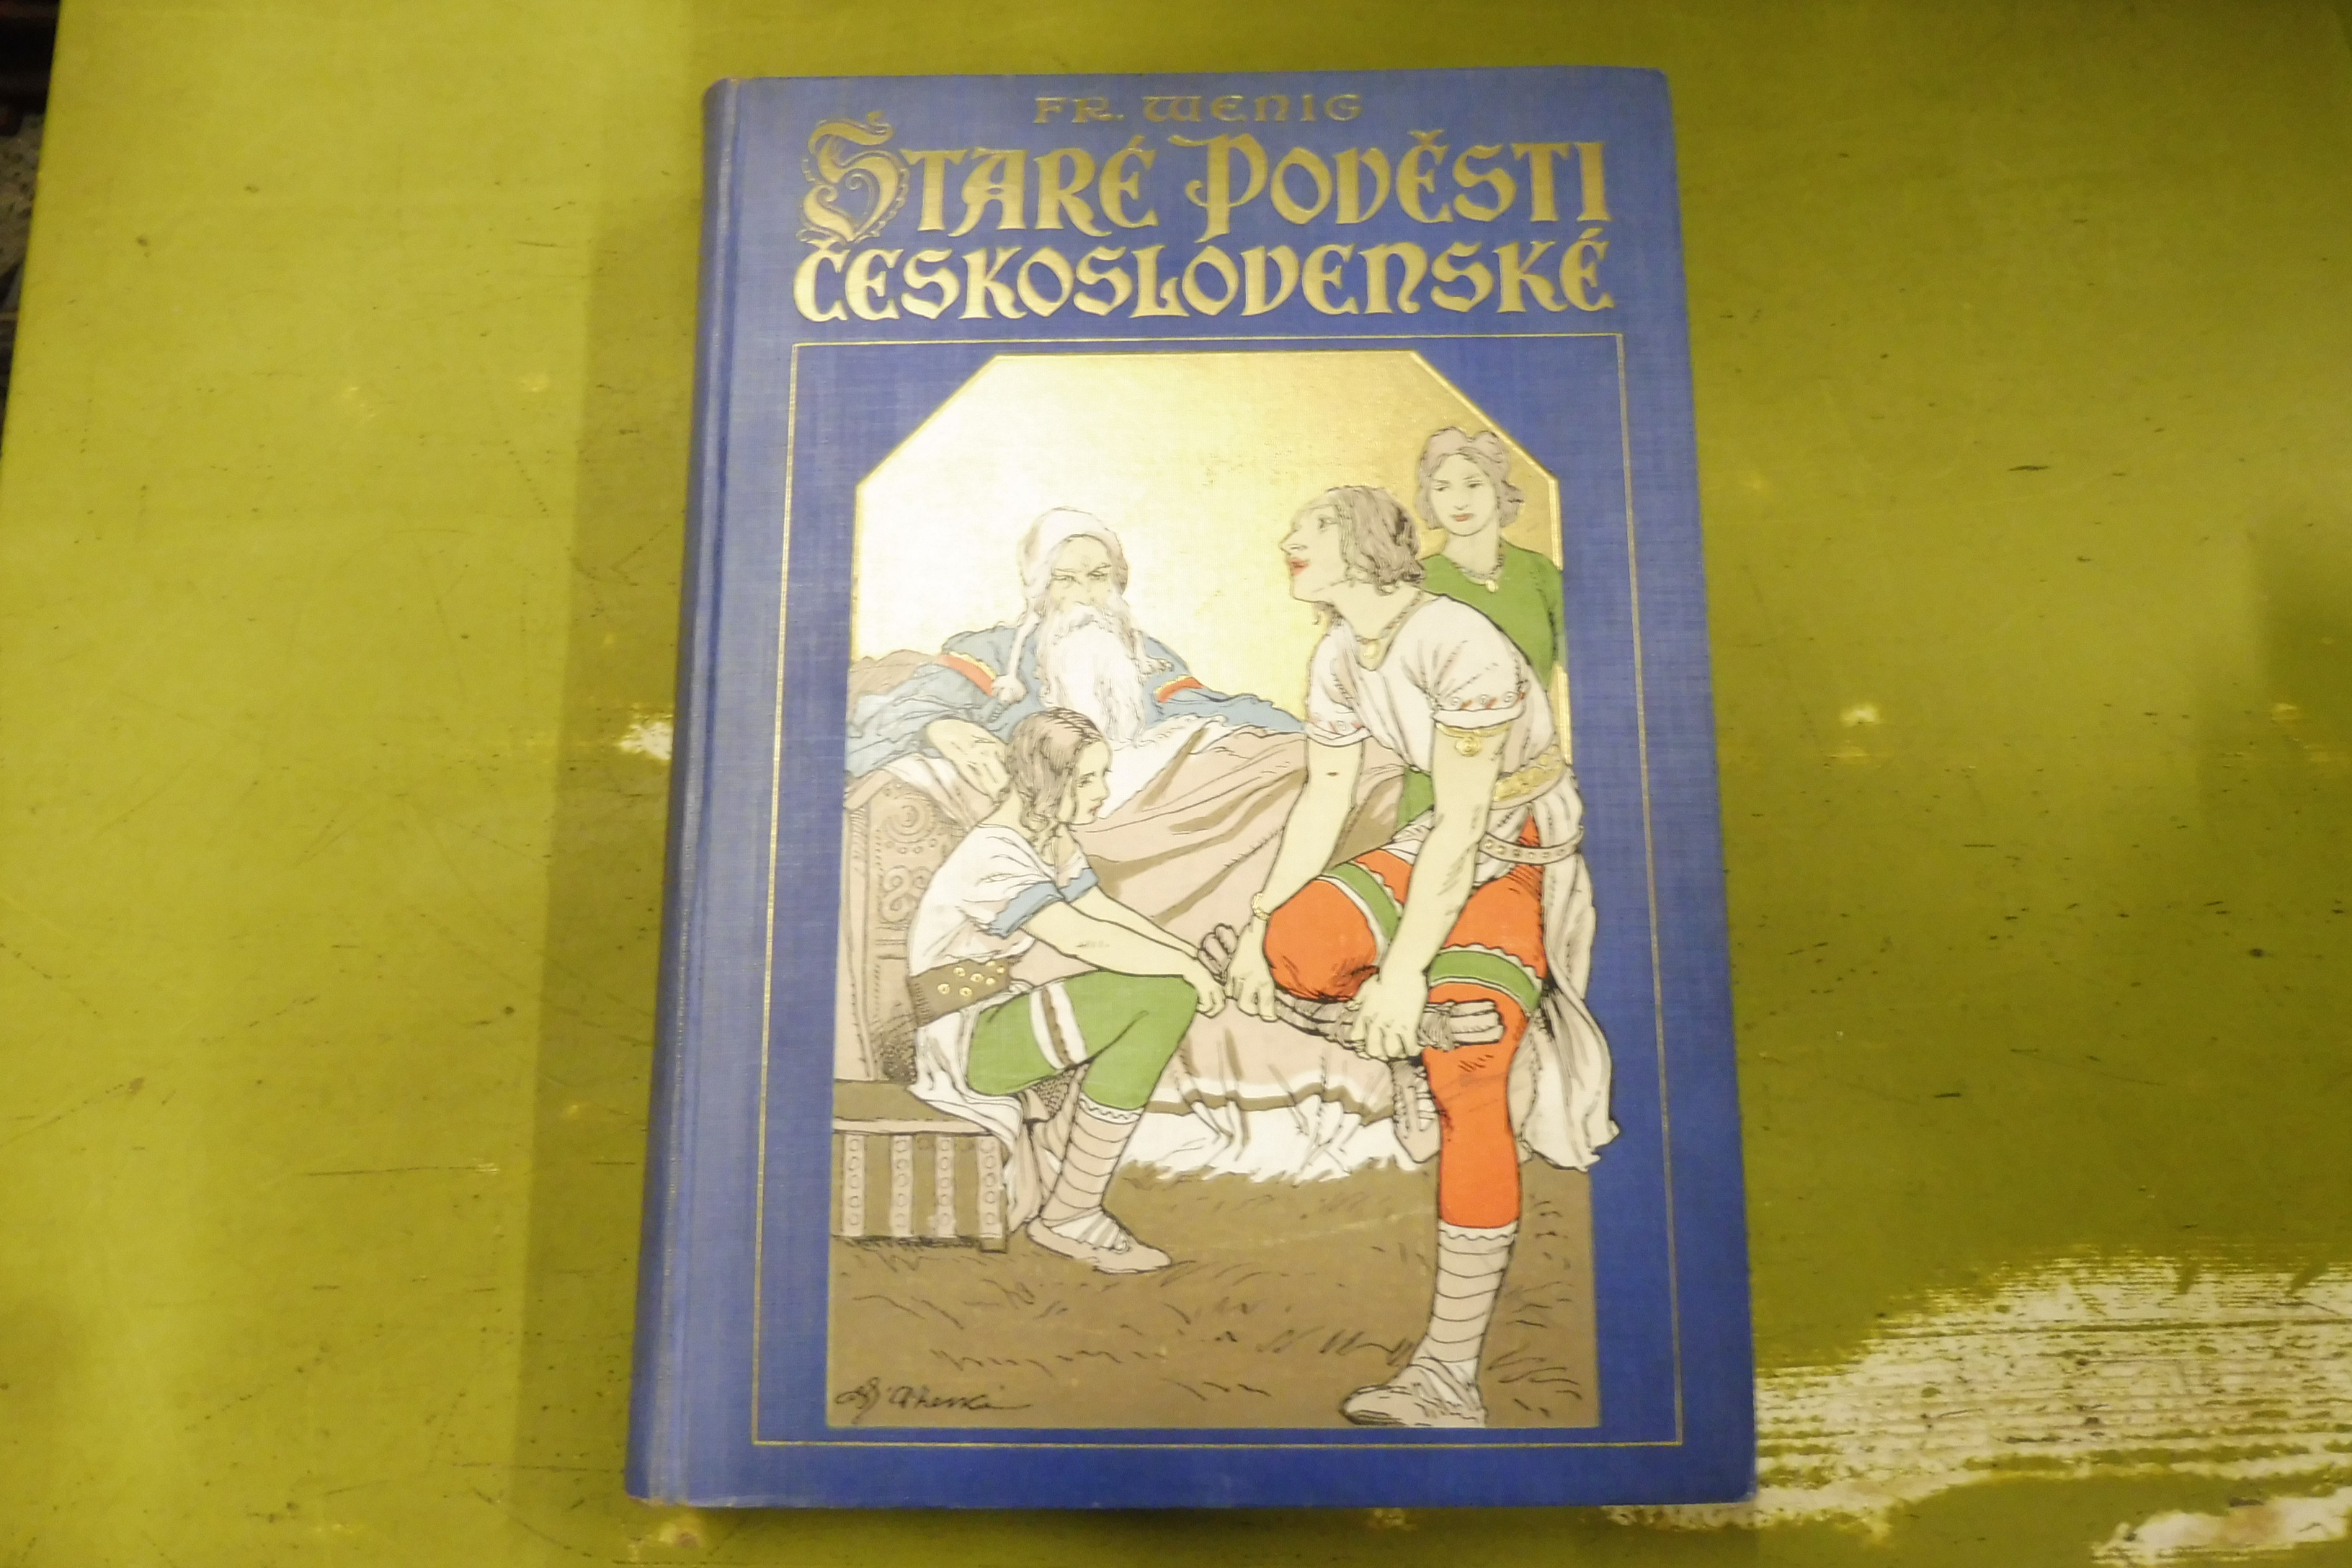 FR. WENIG
STARÉ POVĚSTI
ČESKOSLOVENSKÉ